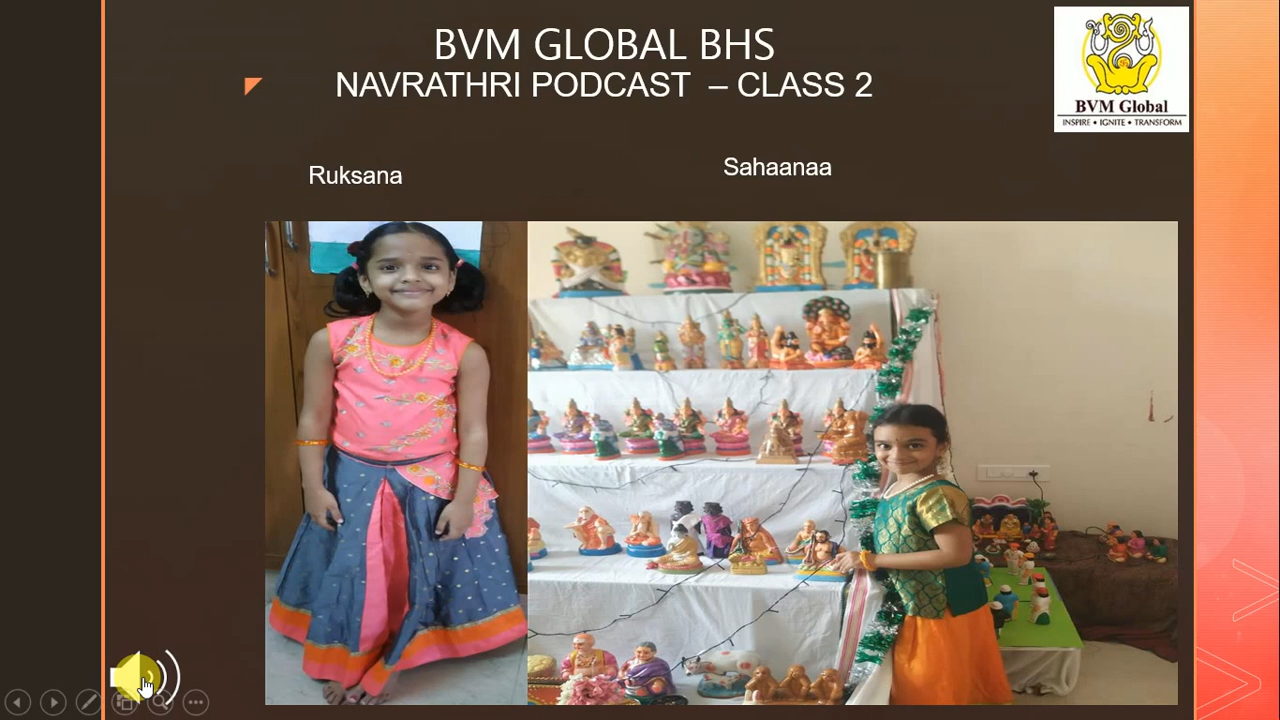 BVM GLOBAL BHS
NAVRATHRI PODCAST – CLASS 2
BVM Global
INSPIRE • IGNITE • TRANSFORM
Ruksana
Sahaanaa